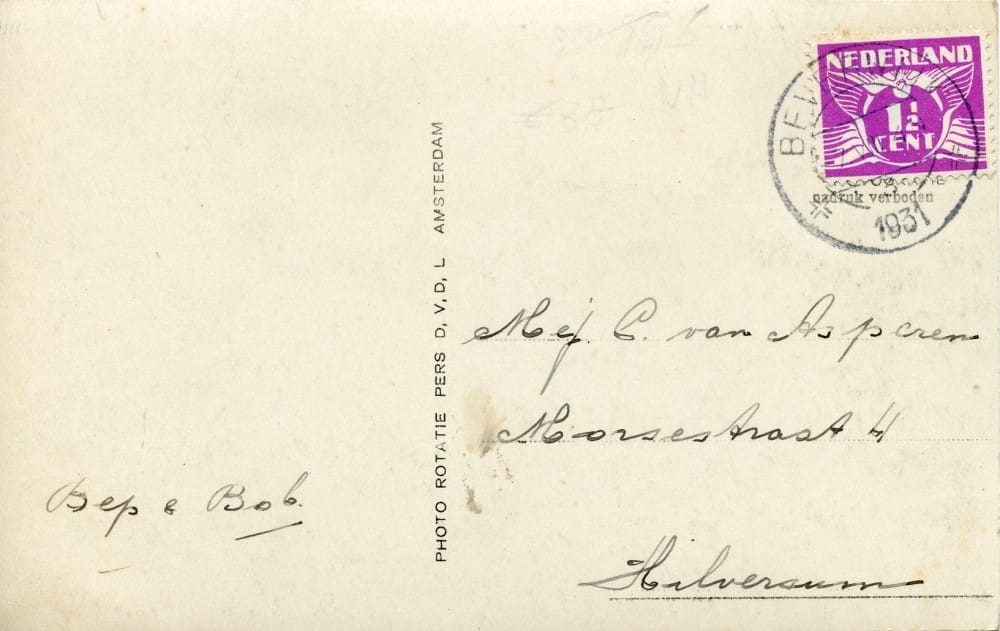 NEDERLAND
1½
CENT
1931
nadruk verboden
PHOTO ROTATIE PERS D, V, D, L AMSTERDAM
Mej. C. van Asperen
Morsestraat 4
Hilversum
Bep & Bob.